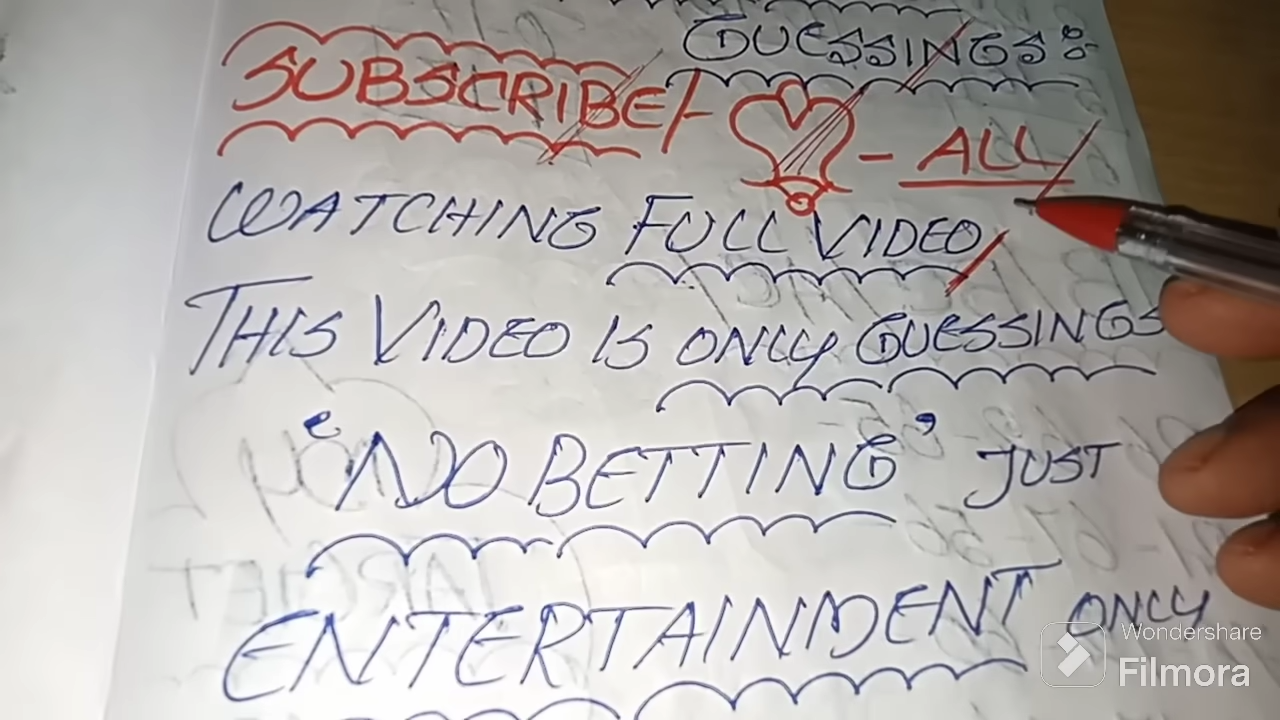 GUESSINGS:-
SUBSCRIBE/- - ALL/
WATCHING FULL VIDEO/
THIS VIDEO IS ONLY GUESSINGS
"NO BETTING" JUST
ENTERTAINMENT ONLY
Wondershare
Filmora